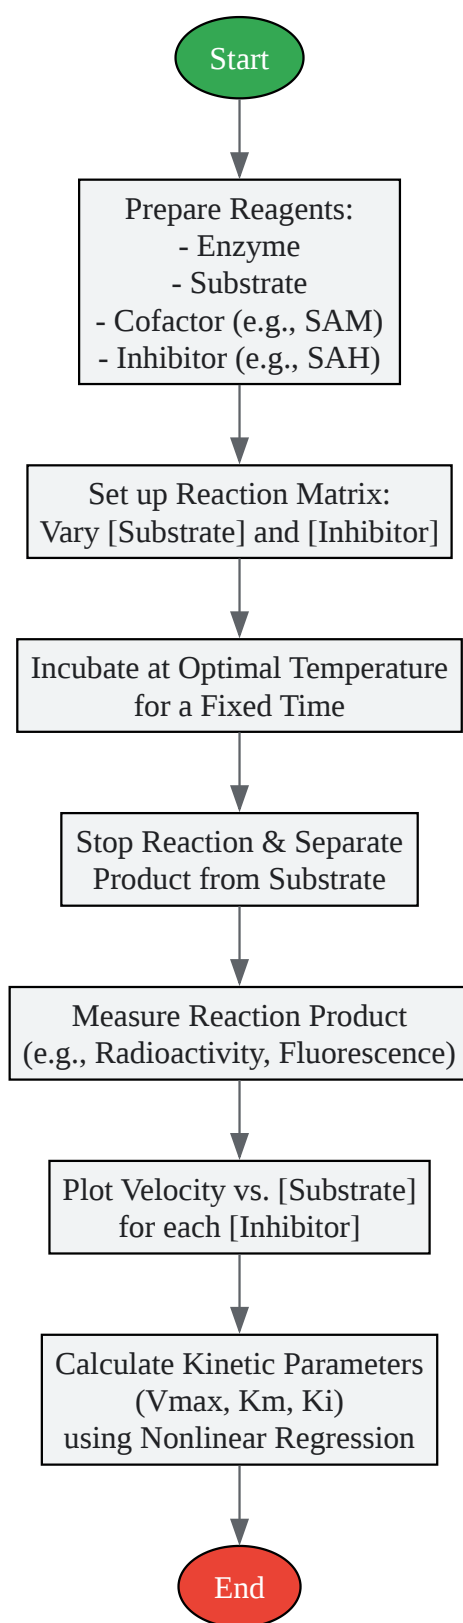 Start
Prepare Reagents:
- Enzyme
- Substrate
- Cofactor (e.g., SAM)
- Inhibitor (e.g., SAH)
Set up Reaction Matrix:
Vary [Substrate] and [Inhibitor]
Incubate at Optimal Temperature
for a Fixed Time
Stop Reaction & Separate
Product from Substrate
Measure Reaction Product
(e.g., Radioactivity, Fluorescence)
Plot Velocity vs. [Substrate]
for each [Inhibitor]
Calculate Kinetic Parameters
(Vmax, Km, Ki)
using Nonlinear Regression
End